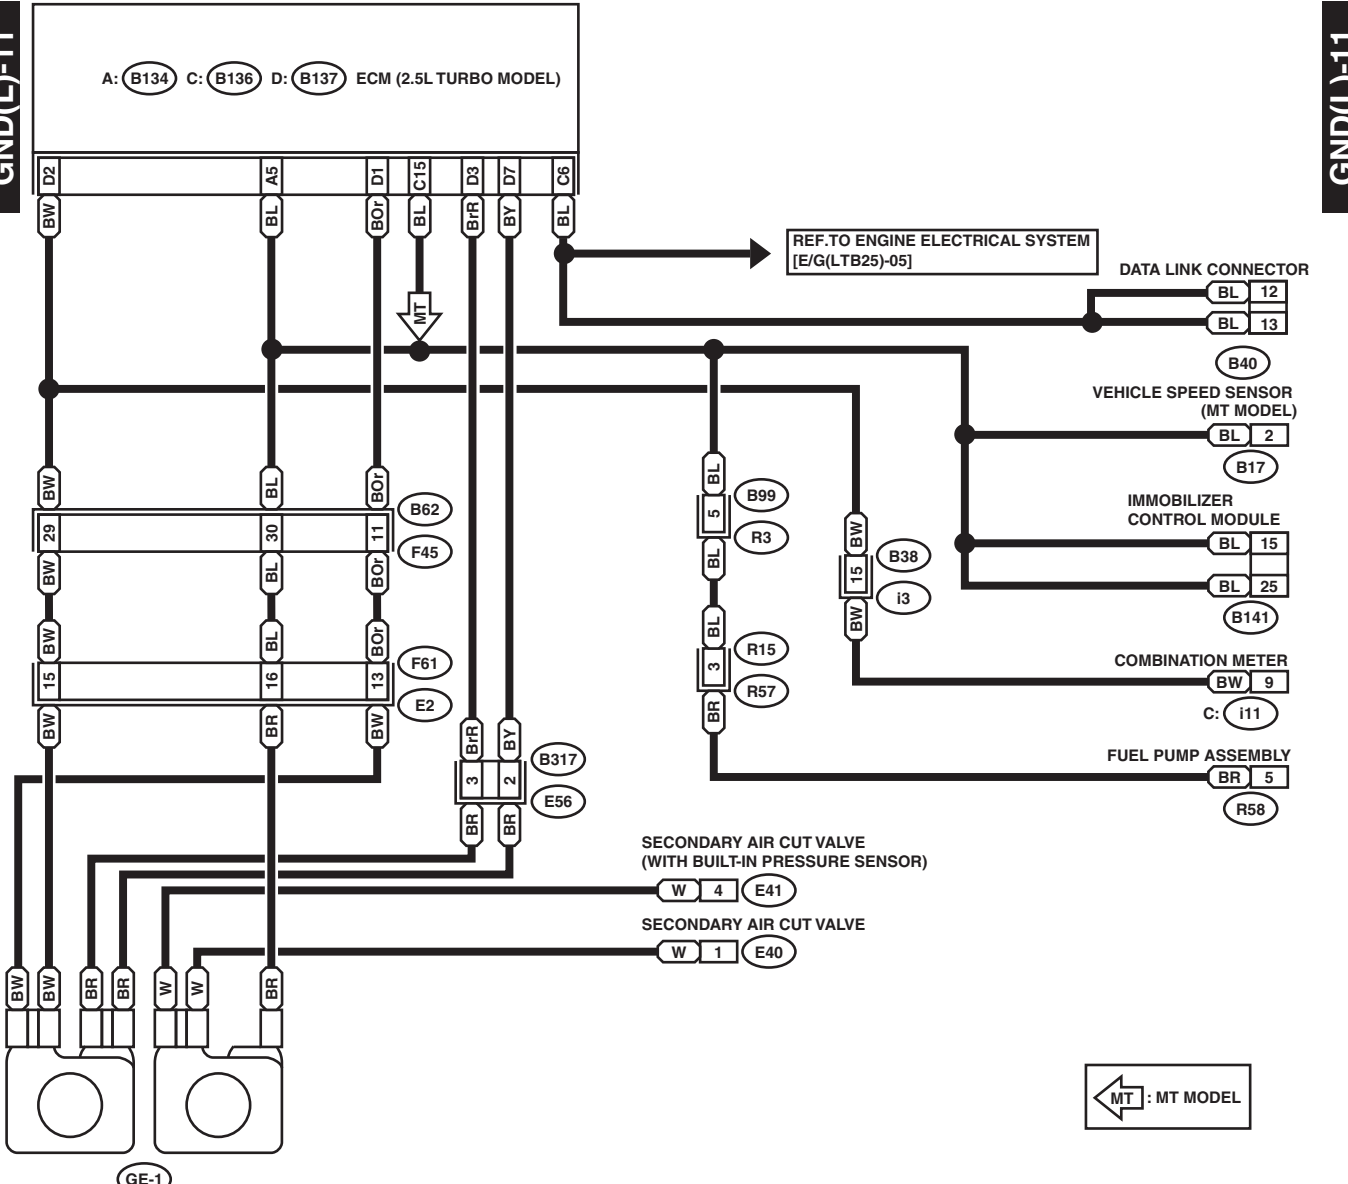 GND(L)-11
GND(L)-11
A: B134 C: B136 D: B137 ECM (2.5L TURBO MODEL)
D2 A5 D1 C15 D3 D7 C6
BW BL BOr BL BrR BY BL
REF.TO ENGINE ELECTRICAL SYSTEM
[E/G(LTB25)-05]
MT
DATA LINK CONNECTOR
BL 12
BL 13
B40
VEHICLE SPEED SENSOR
(MT MODEL)
BL 2
B17
BW BL BOr
B62
29 30 11
F45
BW BL BOr
BL
B99
5
R3
BL
BW
B38
15
i3
BW
IMMOBILIZER
CONTROL MODULE
BL 15
BL 25
B141
BW BL BOr
F61
15 16 13
E2
BW BR BW
BL
R15
3
R57
BR
COMBINATION METER
BW 9
C: i11
BrR BY
B317
3 2
E56
BR BR
FUEL PUMP ASSEMBLY
BR 5
R58
SECONDARY AIR CUT VALVE
(WITH BUILT-IN PRESSURE SENSOR)
W 4 E41
SECONDARY AIR CUT VALVE
W 1 E40
BW BW BR BR W W BR
MT : MT MODEL
GE-1